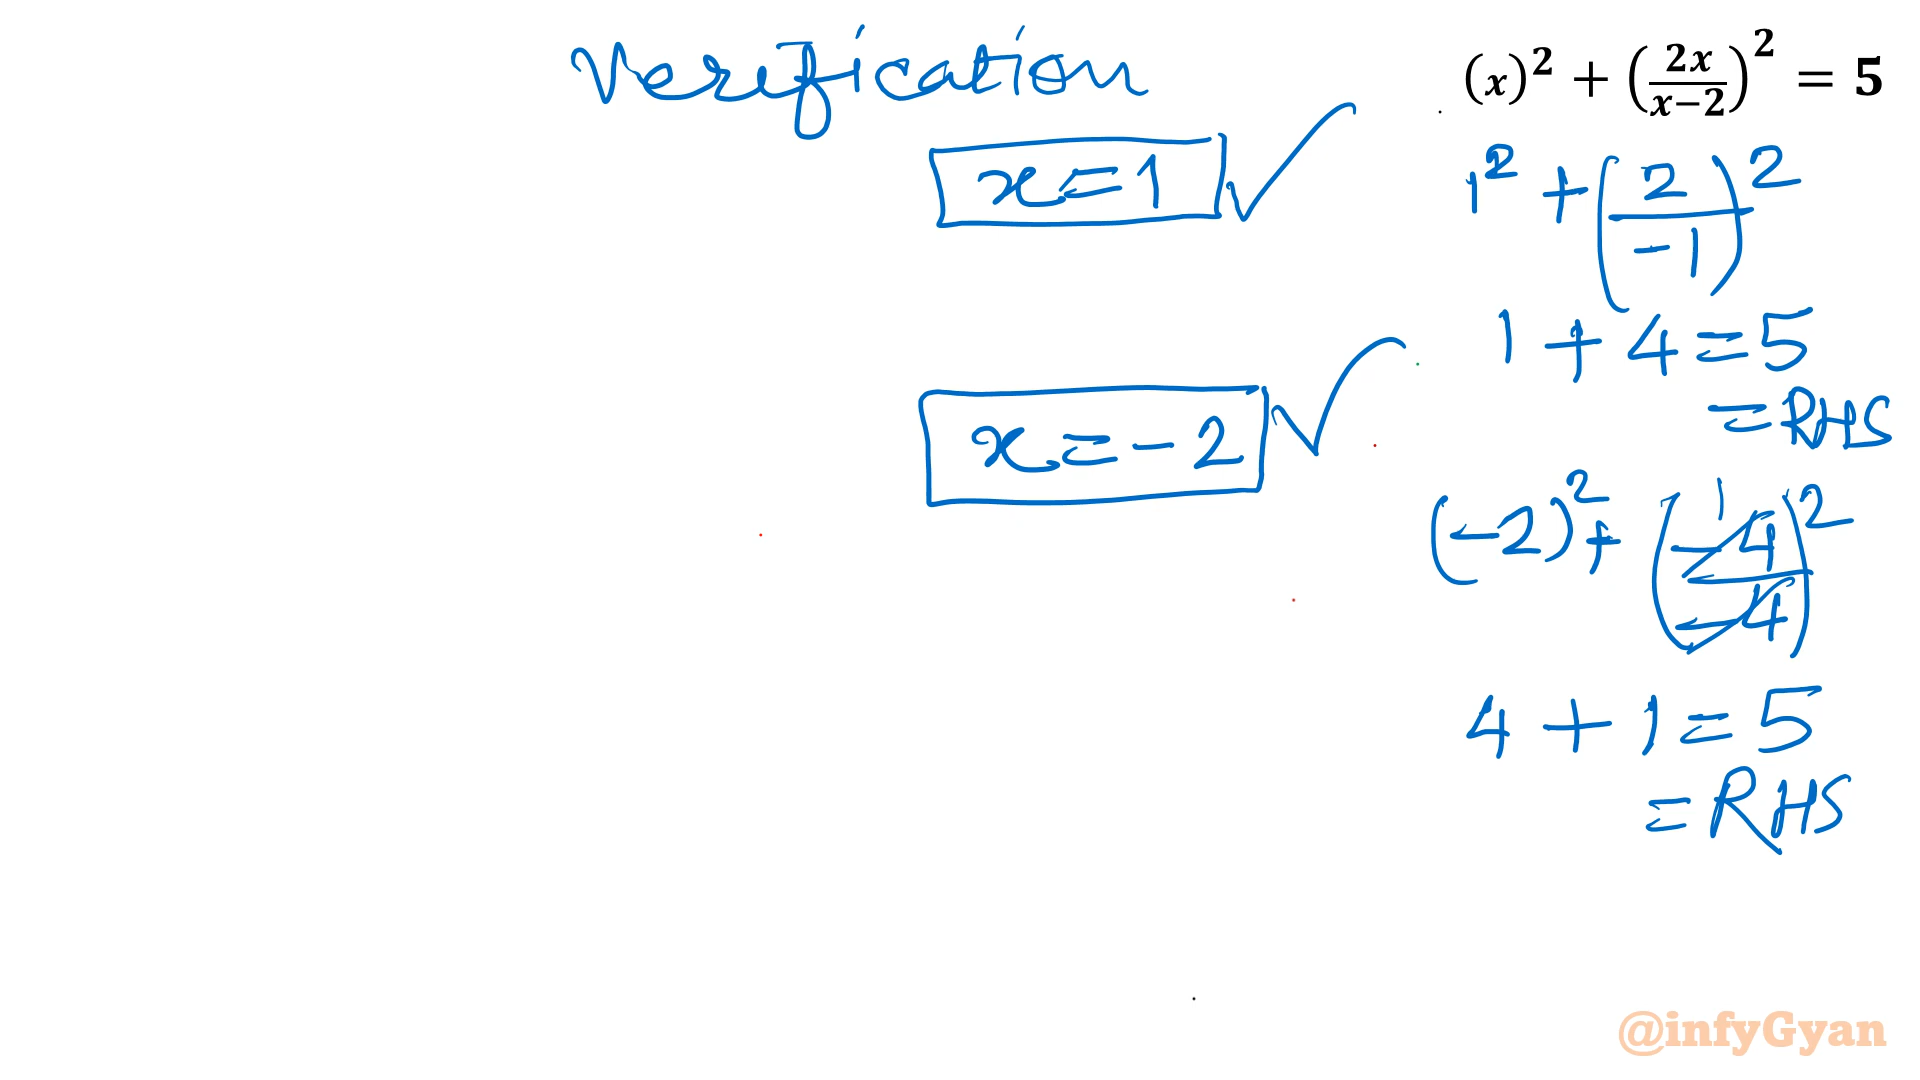 Verification
(x)² + (2x/(x−2))² = 5
x = 1 ✓
1² + (2/−1)²
1 + 4 = 5
= RHS
x = −2 ✓
(−2)² + (−4/−4)² 1
4 + 1 = 5
= RHS
@infyGyan